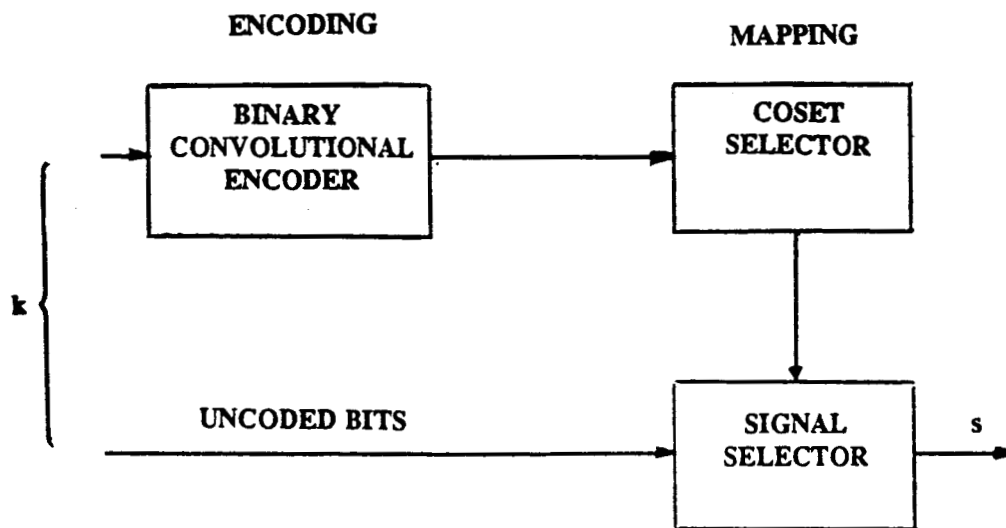 ENCODING
MAPPING
BINARY
CONVOLUTIONAL
ENCODER
COSET
SELECTOR
k
UNCODED BITS
SIGNAL
SELECTOR
s